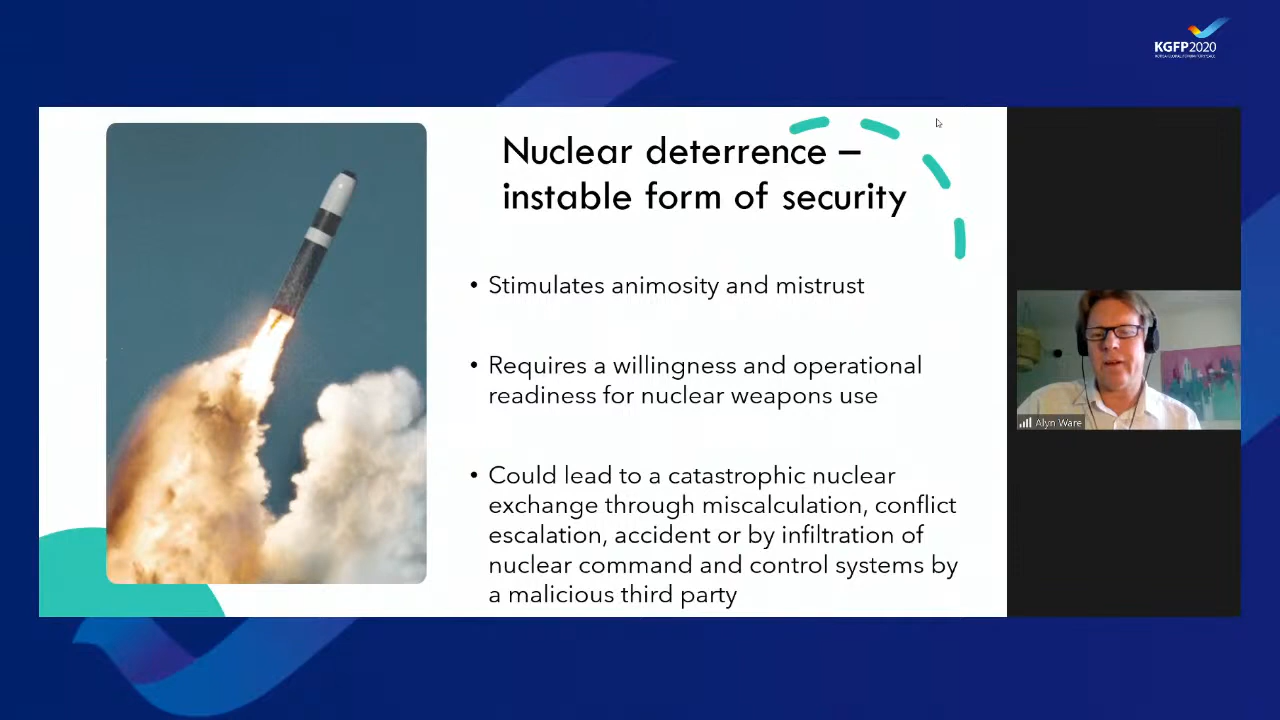 KGFP2020
Nuclear deterrence –
instable form of security
• Stimulates animosity and mistrust
• Requires a willingness and operational
readiness for nuclear weapons use
• Could lead to a catastrophic nuclear
exchange through miscalculation, conflict
escalation, accident or by infiltration of
nuclear command and control systems by
a malicious third party
Alyn Ware